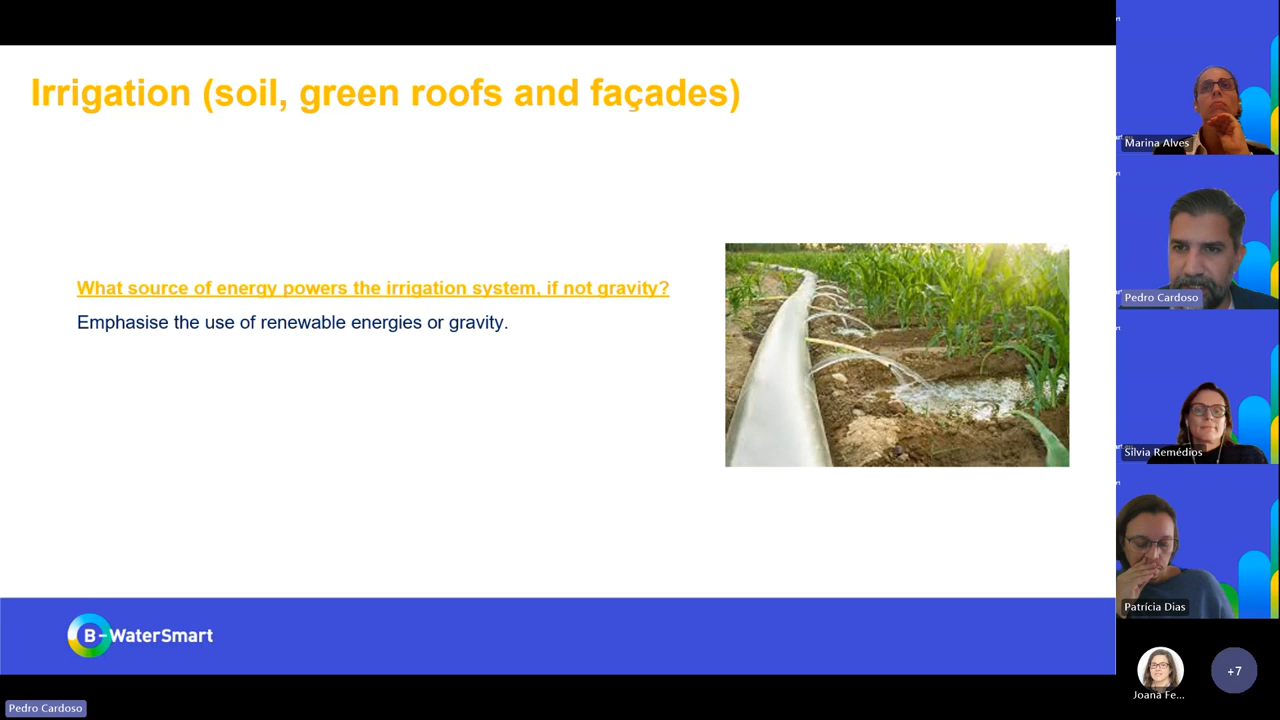 Irrigation (soil, green roofs and façades)
What source of energy powers the irrigation system, if not gravity?
Emphasise the use of renewable energies or gravity.
B-WaterSmart
Pedro Cardoso
Marina Alves
Pedro Cardoso
Sílvia Remédios
Patrícia Dias
Joana Fe...
+7